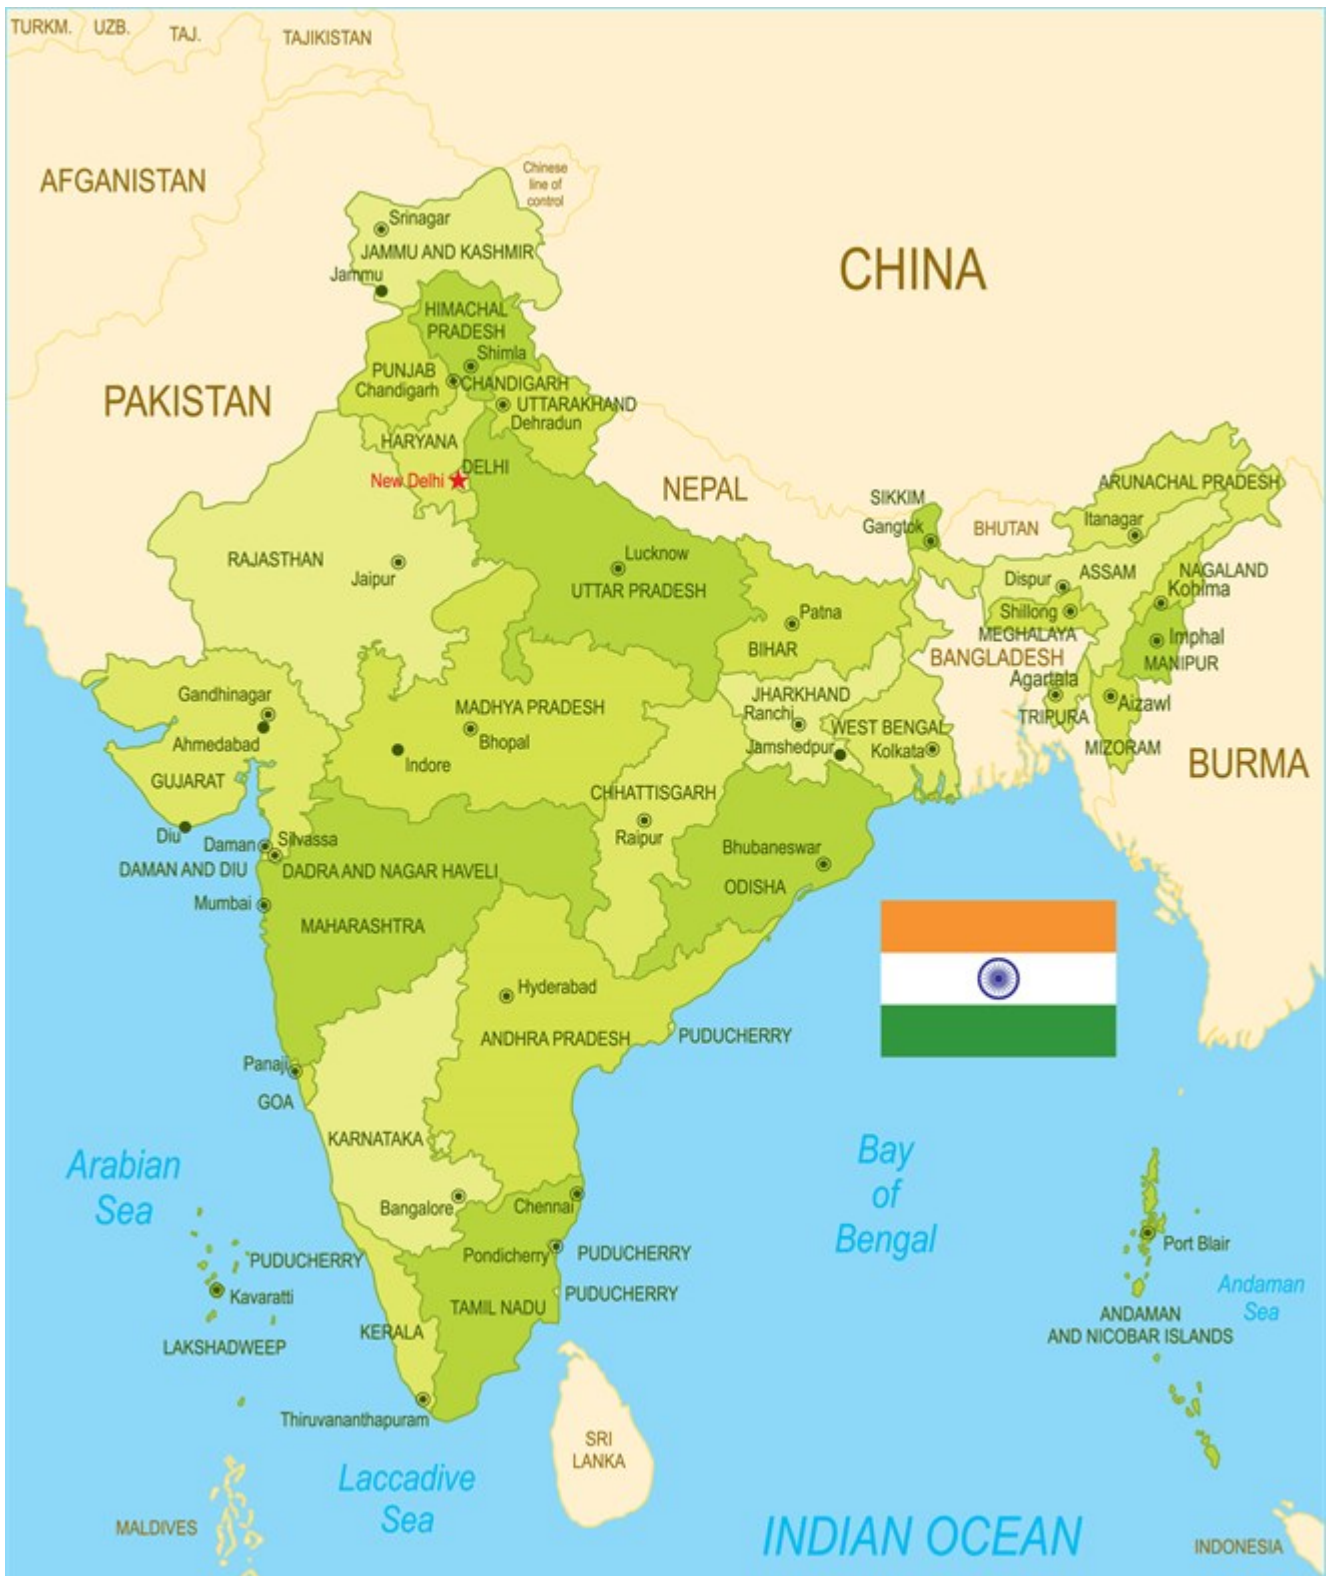 TURKM.
UZB.
TAJ.
TAJIKISTAN
AFGANISTAN
Chinese
line of
control
Srinagar
JAMMU AND KASHMIR
Jammu
CHINA
HIMACHAL
PRADESH
Shimla
PUNJAB
Chandigarh
CHANDIGARH
PAKISTAN
UTTARAKHAND
Dehradun
HARYANA
DELHI
New Delhi
NEPAL
SIKKIM
Gangtok
BHUTAN
ARUNACHAL PRADESH
Itanagar
RAJASTHAN
Jaipur
Lucknow
UTTAR PRADESH
Dispur
ASSAM
NAGALAND
Kohima
Patna
BIHAR
Shillong
MEGHALAYA
Imphal
MANIPUR
BANGLADESH
Agartala
TRIPURA
Aizawl
MIZORAM
Gandhinagar
Ahmedabad
GUJARAT
MADHYA PRADESH
Bhopal
Indore
JHARKHAND
Ranchi
Jamshedpur
WEST BENGAL
Kolkata
BURMA
CHHATTISGARH
Raipur
Diu
Daman
Silvassa
DAMAN AND DIU
DADRA AND NAGAR HAVELI
Bhubaneswar
ODISHA
Mumbai
MAHARASHTRA
Hyderabad
ANDHRA PRADESH
PUDUCHERRY
Panaji
GOA
KARNATAKA
Arabian
Sea
Bay
of
Bengal
Bangalore
Chennai
Pondicherry
PUDUCHERRY
PUDUCHERRY
PUDUCHERRY
Kavaratti
LAKSHADWEEP
TAMIL NADU
KERALA
Port Blair
Andaman
Sea
ANDAMAN
AND NICOBAR ISLANDS
Thiruvananthapuram
SRI
LANKA
Laccadive
Sea
MALDIVES
INDIAN OCEAN
INDONESIA